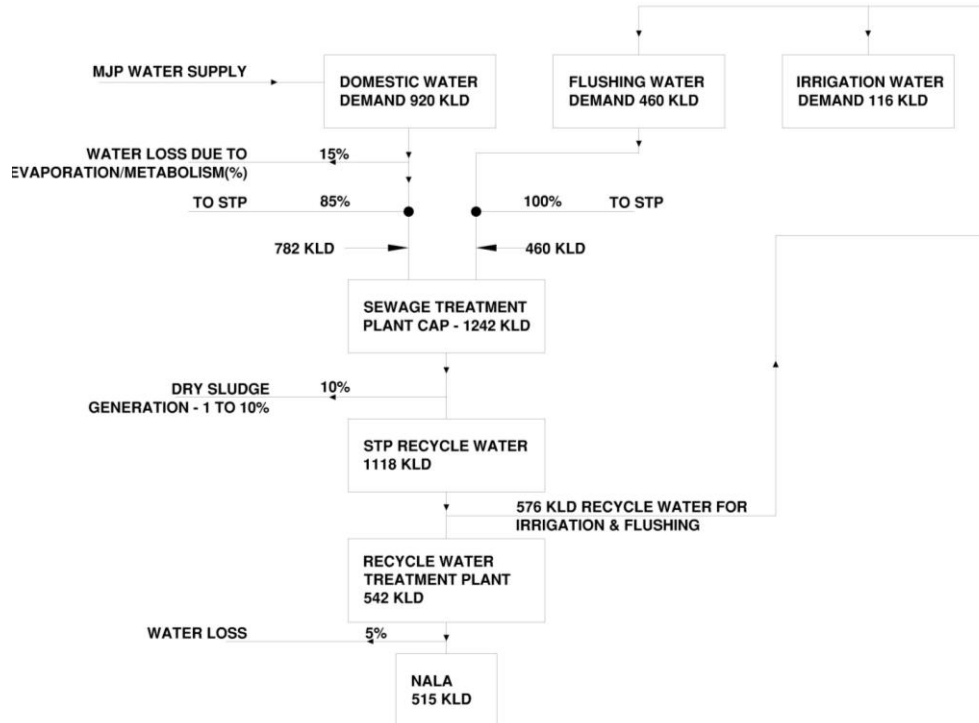 MJP WATER SUPPLY
DOMESTIC WATER
DEMAND 920 KLD
FLUSHING WATER
DEMAND 460 KLD
IRRIGATION WATER
DEMAND 116 KLD
WATER LOSS DUE TO
EVAPORATION/METABOLISM(%)
15%
TO STP
85%
100%
TO STP
782 KLD
460 KLD
SEWAGE TREATMENT
PLANT CAP - 1242 KLD
DRY SLUDGE
GENERATION - 1 TO 10%
10%
STP RECYCLE WATER
1118 KLD
576 KLD RECYCLE WATER FOR
IRRIGATION & FLUSHING
RECYCLE WATER
TREATMENT PLANT
542 KLD
WATER LOSS
5%
NALA
515 KLD